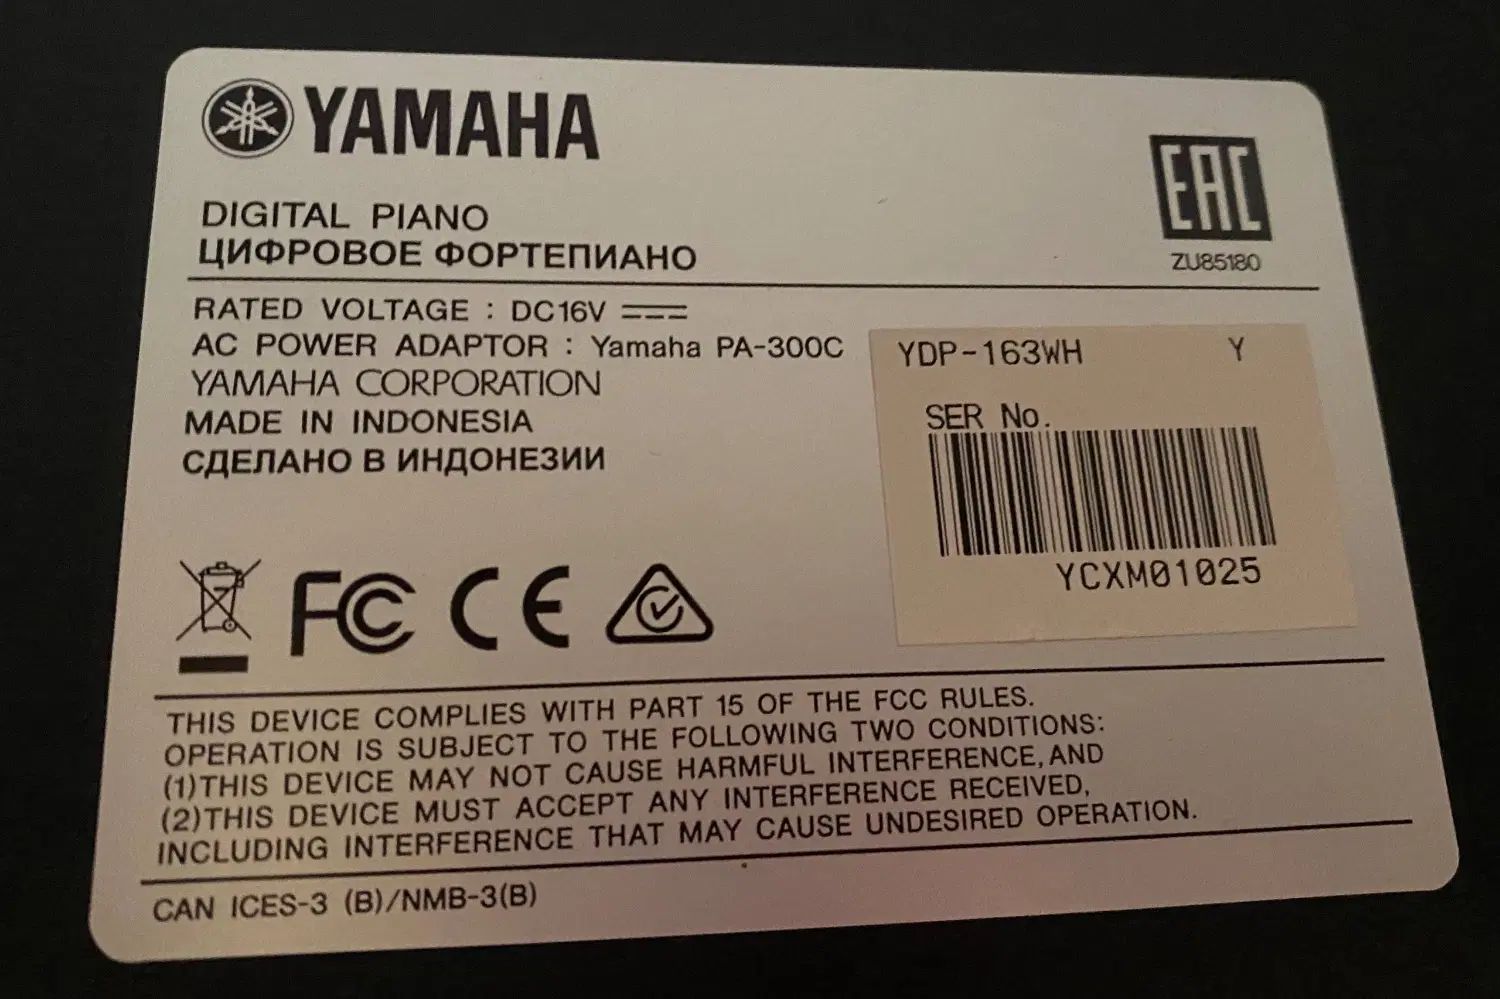 YAMAHA
DIGITAL PIANO
ЦИФРОВОЕ ФОРТЕПИАНО
EAC
ZU85180
RATED VOLTAGE : DC16V
AC POWER ADAPTOR : Yamaha PA-300C
YAMAHA CORPORATION
MADE IN INDONESIA
СДЕЛАНО В ИНДОНЕЗИИ
YDP-163WH Y
SER No.
YCXM01025
FC CE
THIS DEVICE COMPLIES WITH PART 15 OF THE FCC RULES.
OPERATION IS SUBJECT TO THE FOLLOWING TWO CONDITIONS:
(1)THIS DEVICE MAY NOT CAUSE HARMFUL INTERFERENCE,AND
(2)THIS DEVICE MUST ACCEPT ANY INTERFERENCE RECEIVED,
INCLUDING INTERFERENCE THAT MAY CAUSE UNDESIRED OPERATION.
CAN ICES-3 (B)/NMB-3(B)